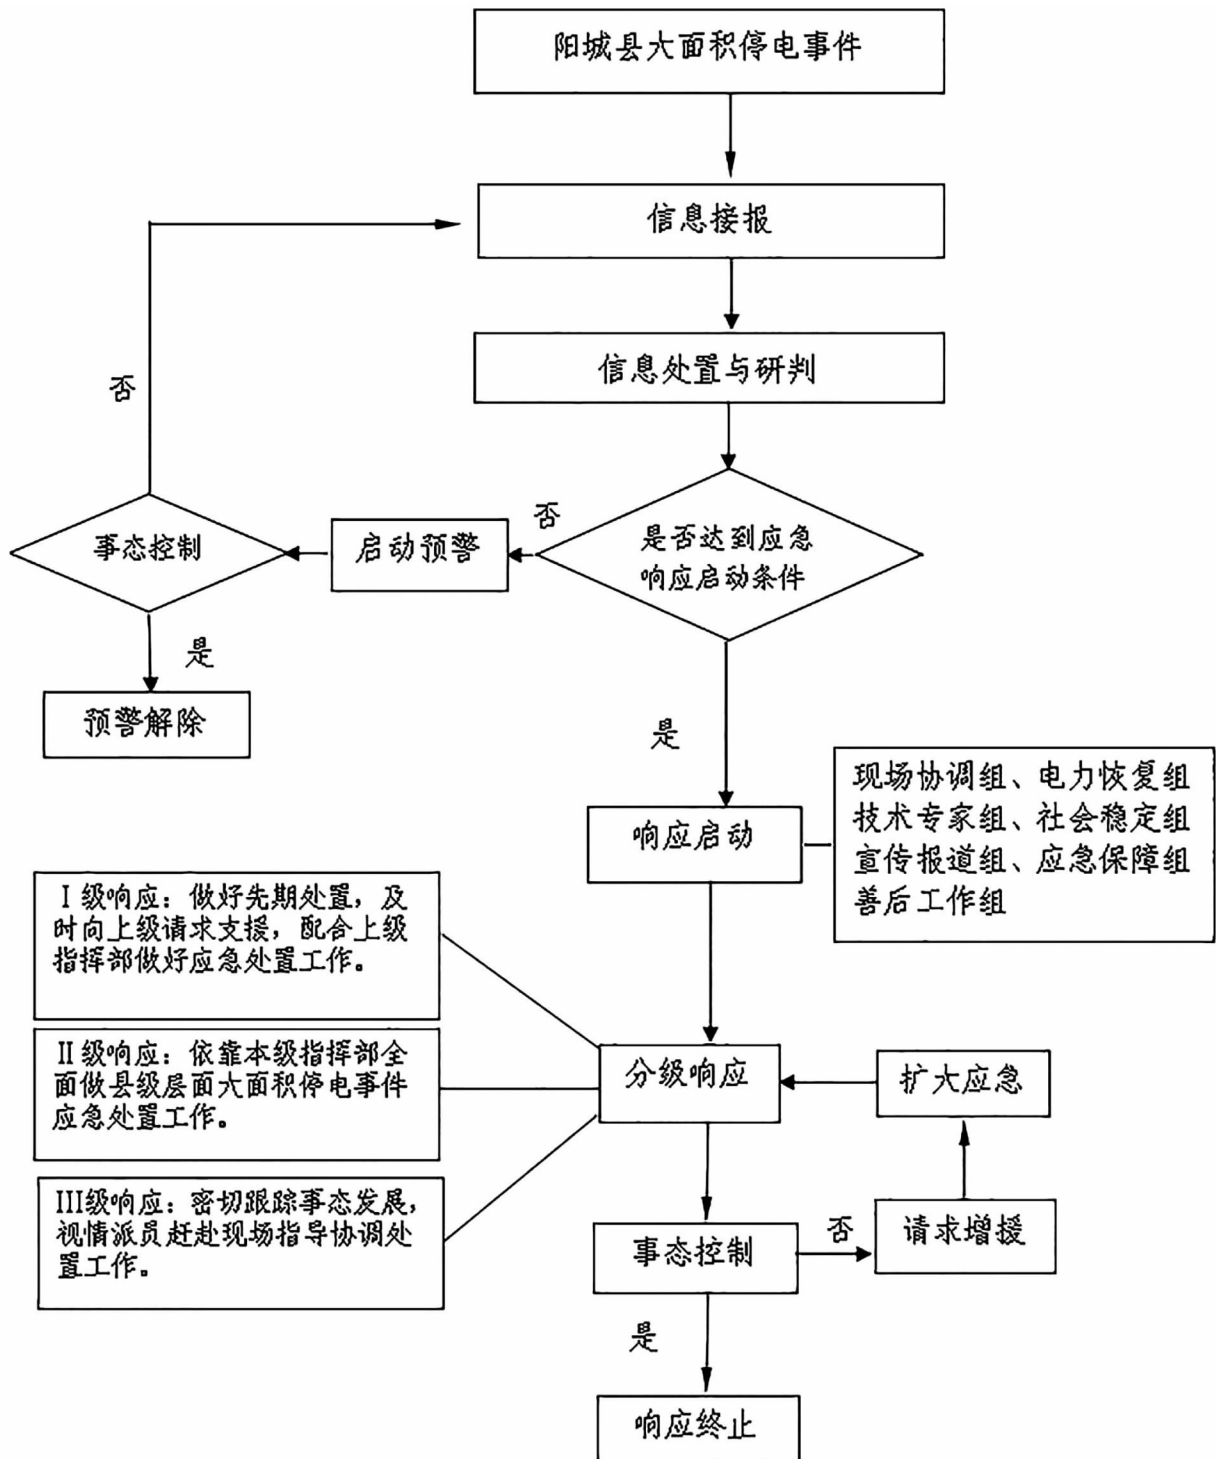 阳城县大面积停电事件
信息接报
信息处置与研判
否
是否达到应急
响应启动条件
否
启动预警
事态控制
是
预警解除
是
响应启动
现场协调组、电力恢复组
技术专家组、社会稳定组
宣传报道组、应急保障组
善后工作组
I 级响应：做好先期处置，及
时向上级请求支援，配合上级
指挥部做好应急处置工作。
II 级响应：依靠本级指挥部全
面做县级层面大面积停电事件
应急处置工作。
III级响应：密切跟踪事态发展，
视情派员赶赴现场指导协调处
置工作。
分级响应
扩大应急
事态控制
否
请求增援
是
响应终止